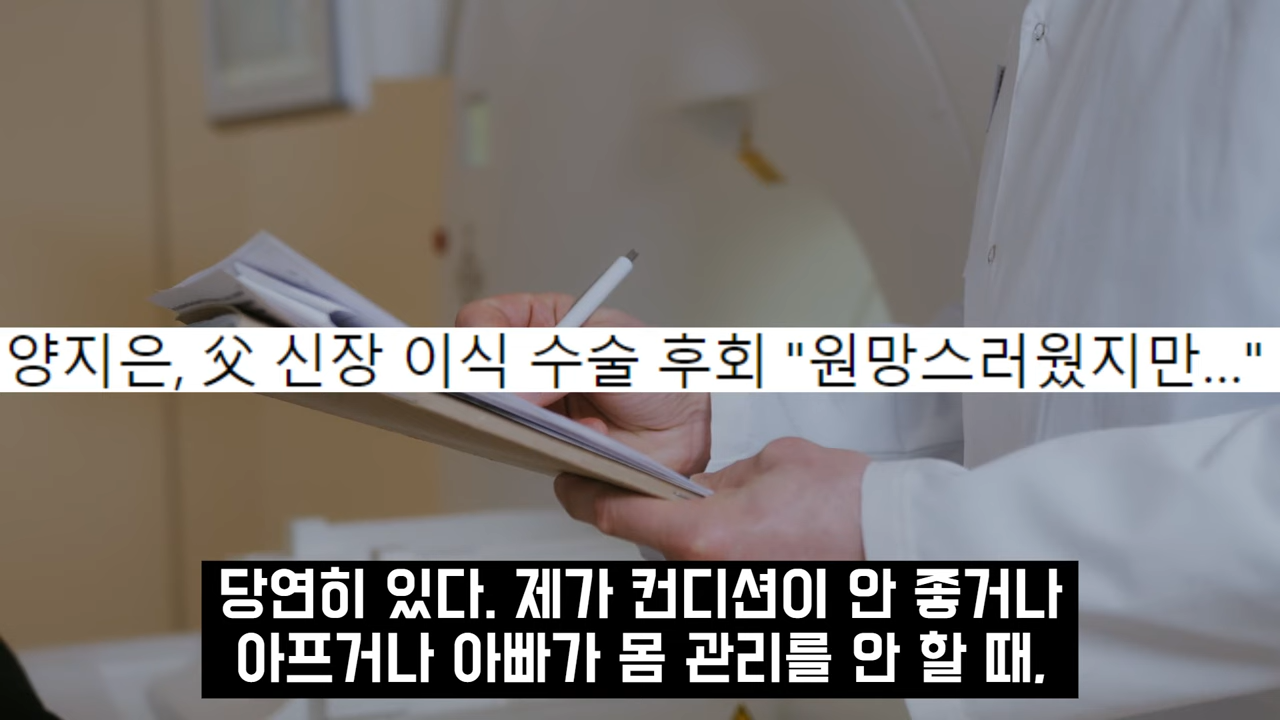 양지은, 父 신장 이식 수술 후회 "원망스러웠지만..."
당연히 있다. 제가 컨디션이 안 좋거나
아프거나 아빠가 몸 관리를 안 할 때,